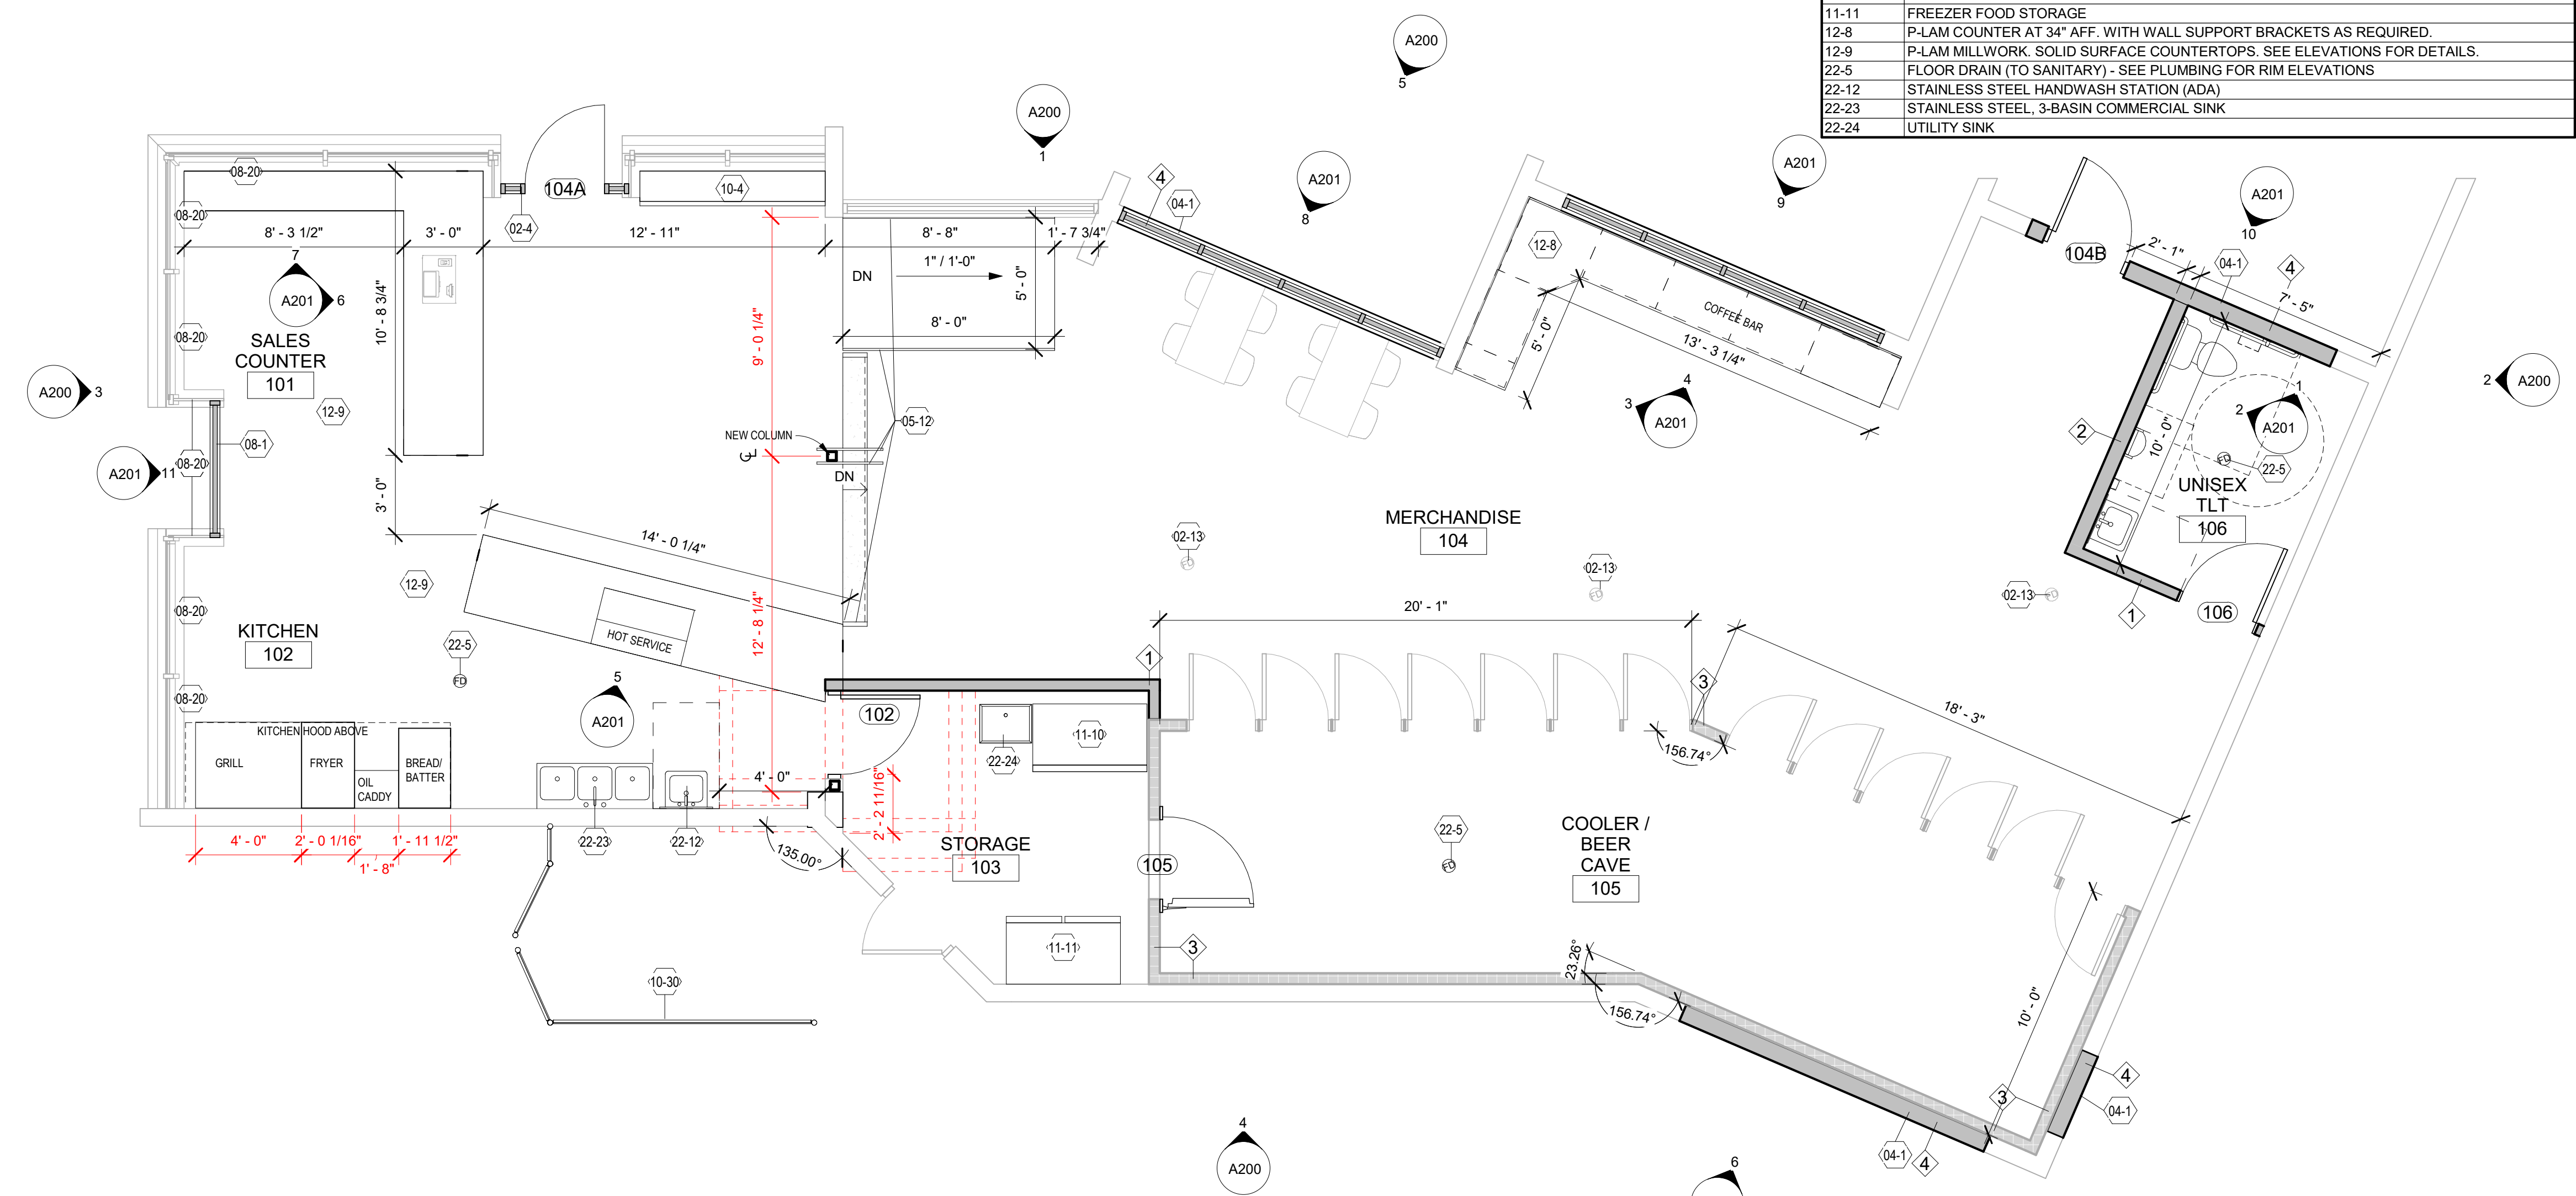 11-11 FREEZER FOOD STORAGE
12-8 P-LAM COUNTER AT 34" AFF. WITH WALL SUPPORT BRACKETS AS REQUIRED.
12-9 P-LAM MILLWORK. SOLID SURFACE COUNTERTOPS. SEE ELEVATIONS FOR DETAILS.
22-5 FLOOR DRAIN (TO SANITARY) - SEE PLUMBING FOR RIM ELEVATIONS
22-12 STAINLESS STEEL HANDWASH STATION (ADA)
22-23 STAINLESS STEEL, 3-BASIN COMMERCIAL SINK
22-24 UTILITY SINK
A200
5
A200
1
A201
8
A201
9
A201
10
08-20
104A
10-4
4
04-1
08-20
02-4
8' - 3 1/2"
3' - 0"
12' - 11"
8' - 8"
1' - 7 3/4"
12-8
104B
2' - 1"
04-1
4
7' - 5"
7
A201
6
DN
1" / 1'-0"
5' - 0"
8' - 0"
10' - 8 3/4"
9' - 0 1/4"
COFFEE BAR
5' - 0"
13' - 3 1/4"
08-20
SALES
COUNTER
101
A200
3
12-9
08-1
A201
11
08-20
NEW COLUMN
CL
05-12
DN
3' - 0"
4
3
A201
1
2
A201
2
A200
2
10' - 0"
FD
22-5
UNISEX
TLT
106
14' - 0 1/4"
MERCHANDISE
104
02-13
FD
02-13
FD
02-13
FD
1
106
12-9
08-20
KITCHEN
102
22-5
FD
HOT SERVICE
12' - 8 1/4"
20' - 1"
1
3
18' - 3"
156.74°
08-20
5
A201
102
11-10
22-24
KITCHEN HOOD ABOVE
GRILL
FRYER
OIL
CADDY
BREAD/
BATTER
4' - 0"
2' - 2 11/16"
4' - 0"
2' - 0 1/16"
1' - 11 1/2"
1' - 8"
22-23
22-12
135.00°
STORAGE
103
105
22-5
FD
COOLER /
BEER
CAVE
105
11-11
3
10-30
23.26°
156.74°
10' - 0"
3
4
04-1
04-1
4
4
A200
6